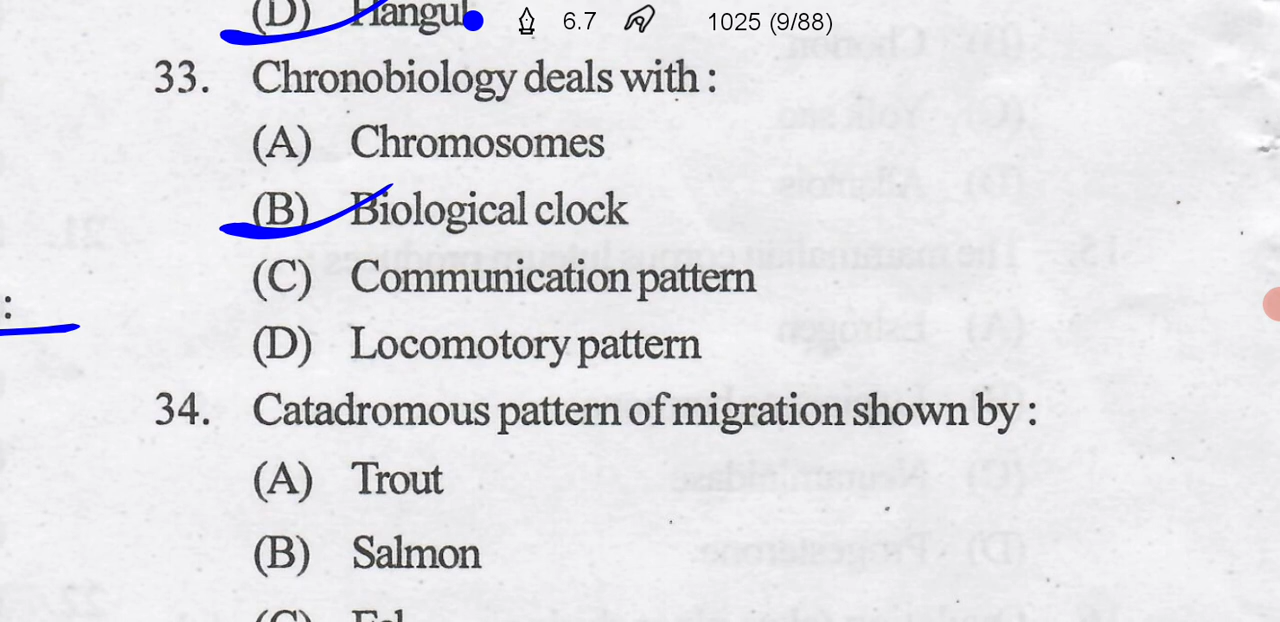 (D) Hangul
6.7 1025 (9/88)
33. Chronobiology deals with :
(A) Chromosomes
(B) Biological clock
(C) Communication pattern
(D) Locomotory pattern
:
34. Catadromous pattern of migration shown by :
(A) Trout
(B) Salmon
(C) Eel